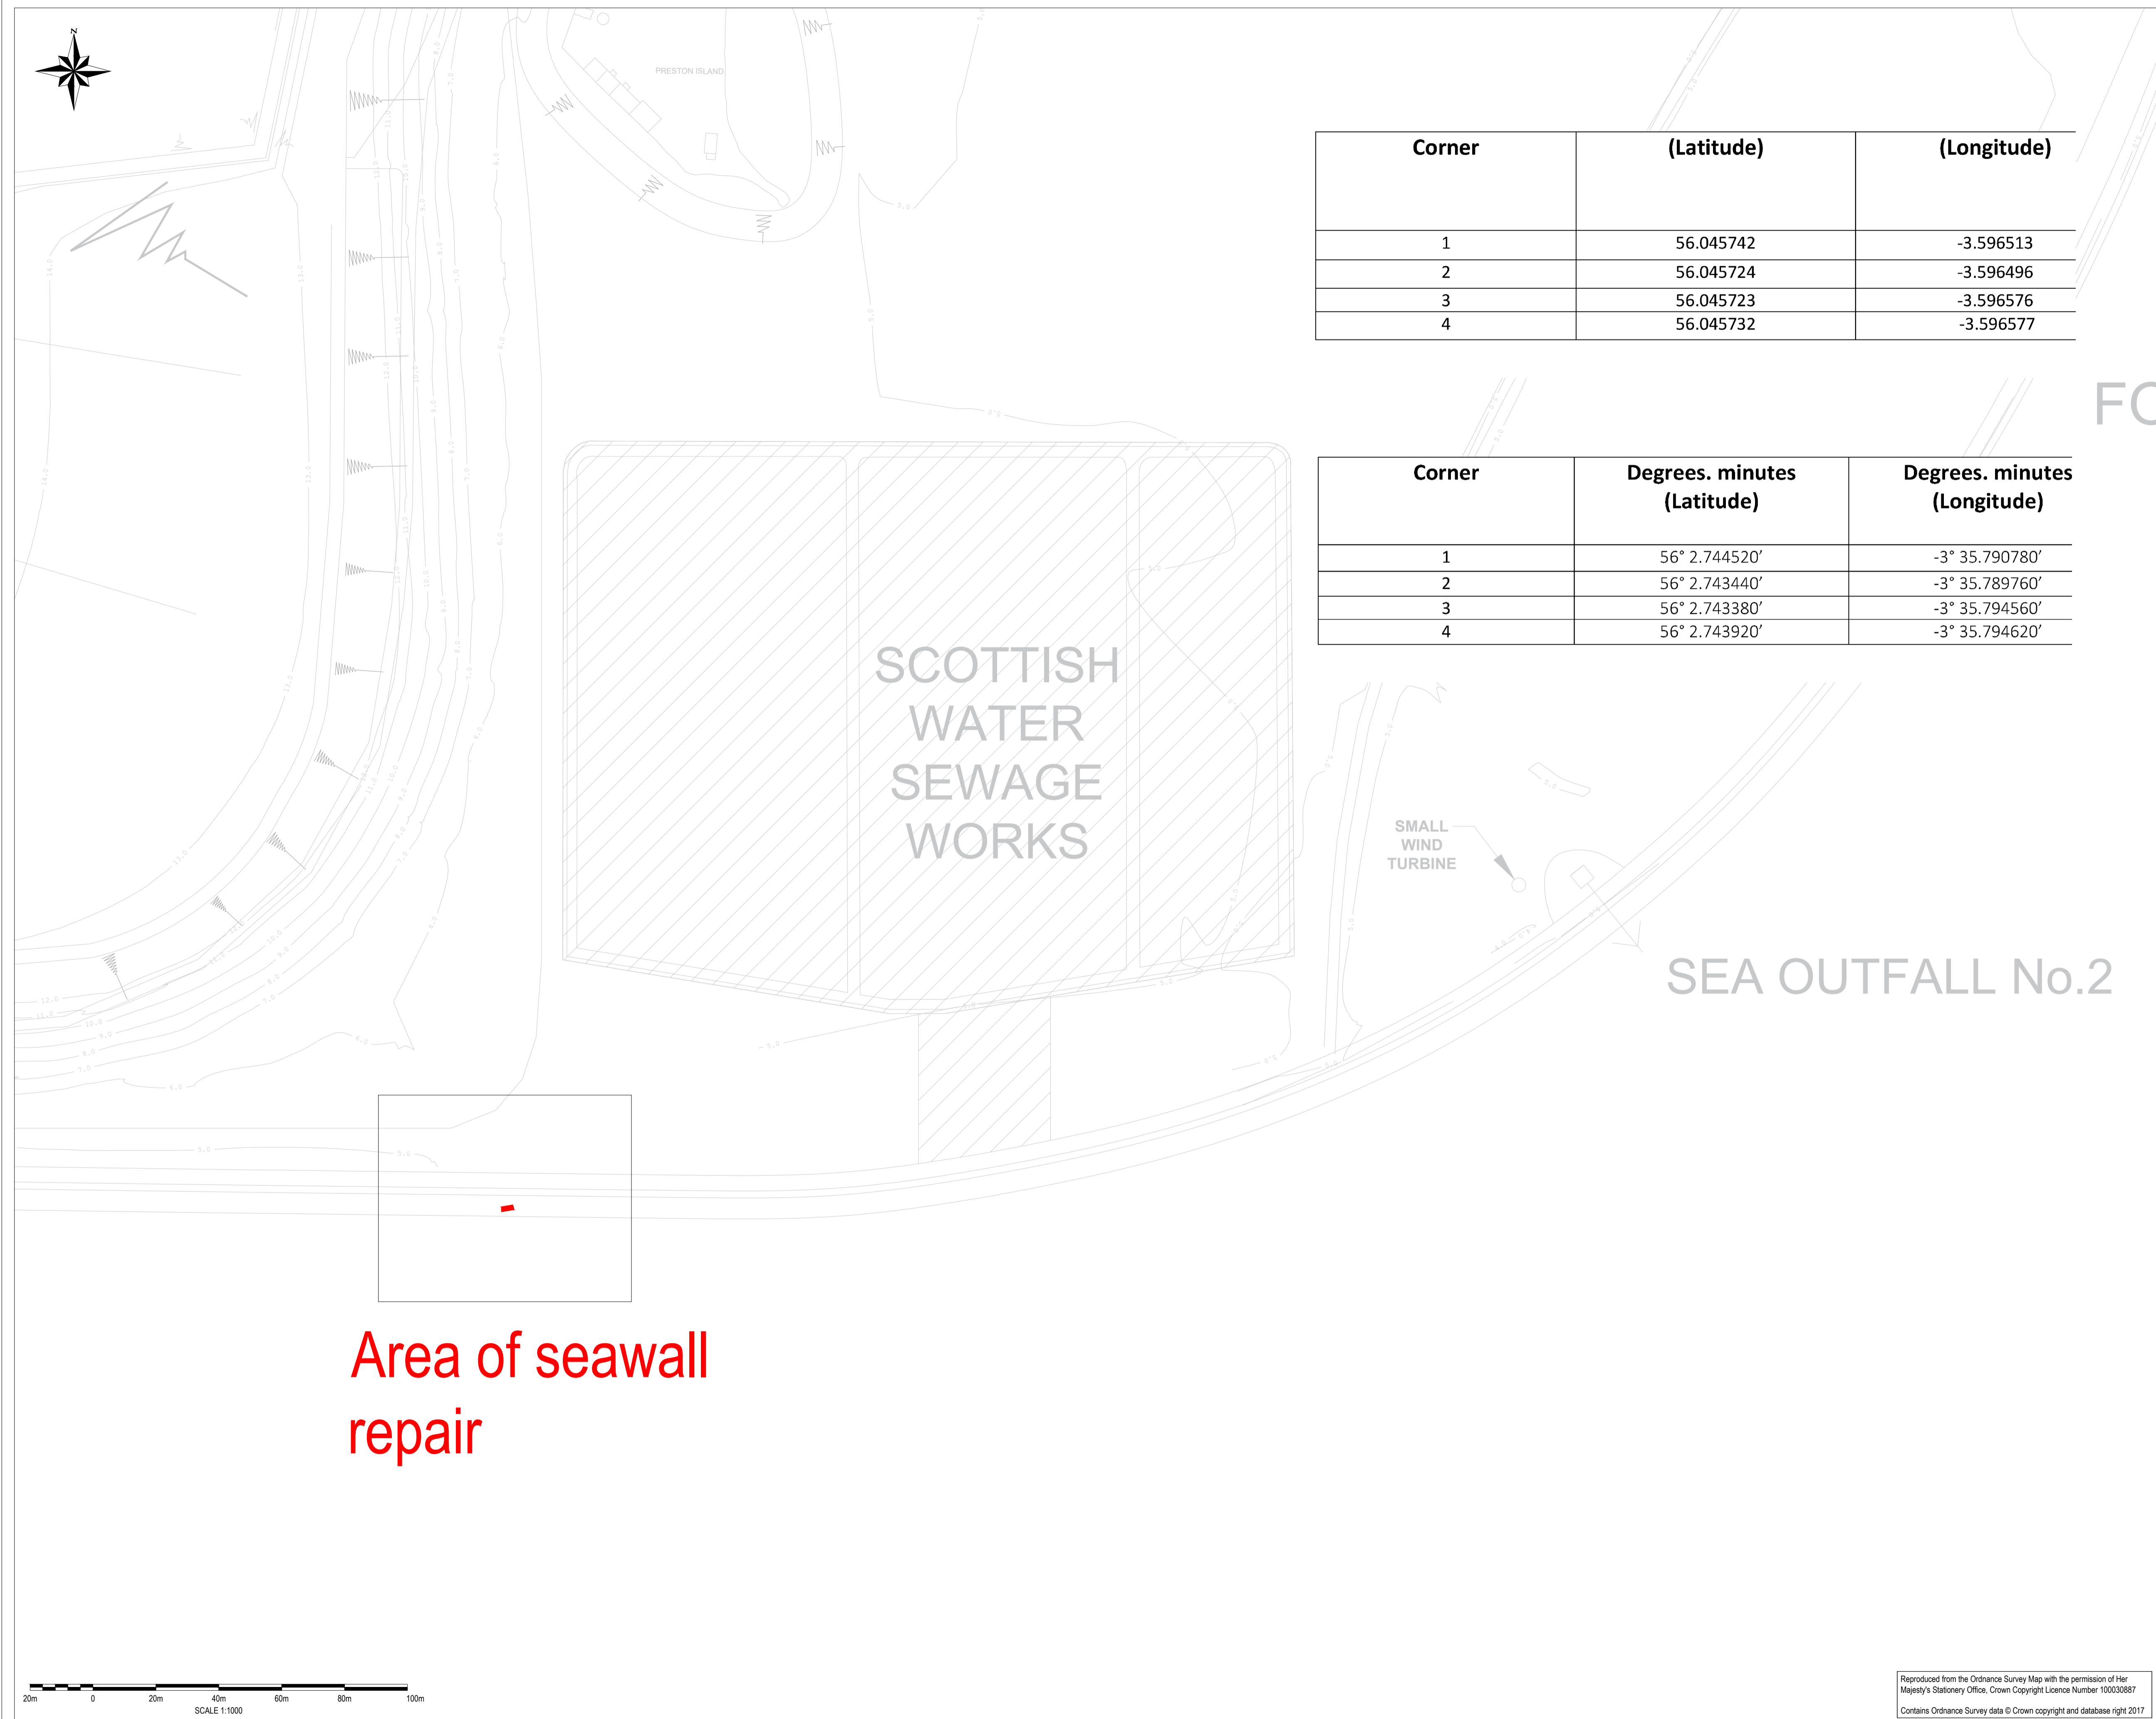 N
PRESTON ISLAND
Corner (Latitude) (Longitude)
1 56.045742 -3.596513
2 56.045724 -3.596496
3 56.045723 -3.596576
4 56.045732 -3.596577
Corner Degrees. minutes (Latitude) Degrees. minutes (Longitude)
1 56° 2.744520′ -3° 35.790780′
2 56° 2.743440′ -3° 35.789760′
3 56° 2.743380′ -3° 35.794560′
4 56° 2.743920′ -3° 35.794620′
SCOTTISH
WATER
SEWAGE
WORKS
SMALL
WIND
TURBINE
SEA OUTFALL No.2
Area of seawall
repair
20m 0 20m 40m 60m 80m 100m
SCALE 1:1000
Reproduced from the Ordnance Survey Map with the permission of Her
Majesty's Stationery Office, Crown Copyright Licence Number 100030887
Contains Ordnance Survey data © Crown copyright and database right 2017